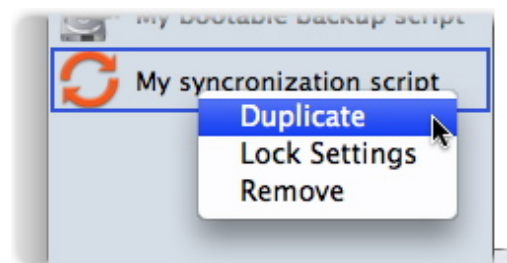 My bootable backup script
My syncronization script
Duplicate
Lock Settings
Remove